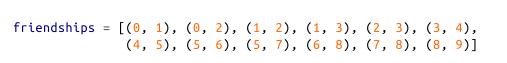 friendships = [(0, 1), (0, 2), (1, 2), (1, 3), (2, 3), (3, 4),
(4, 5), (5, 6), (5, 7), (6, 8), (7, 8), (8, 9)]